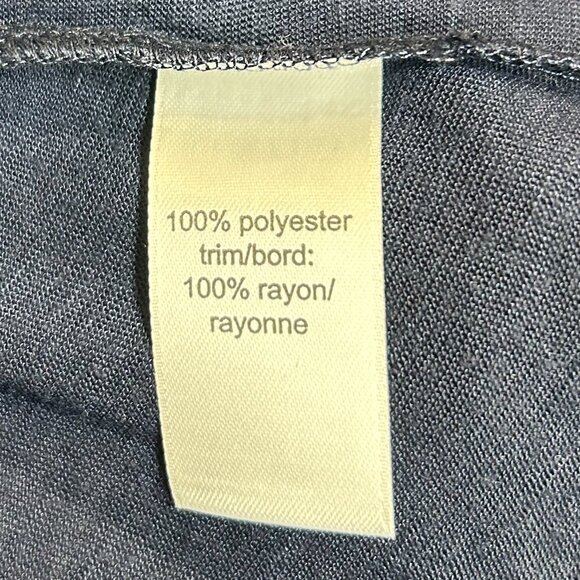 100% polyester
trim/bord:
100% rayon/
rayonne